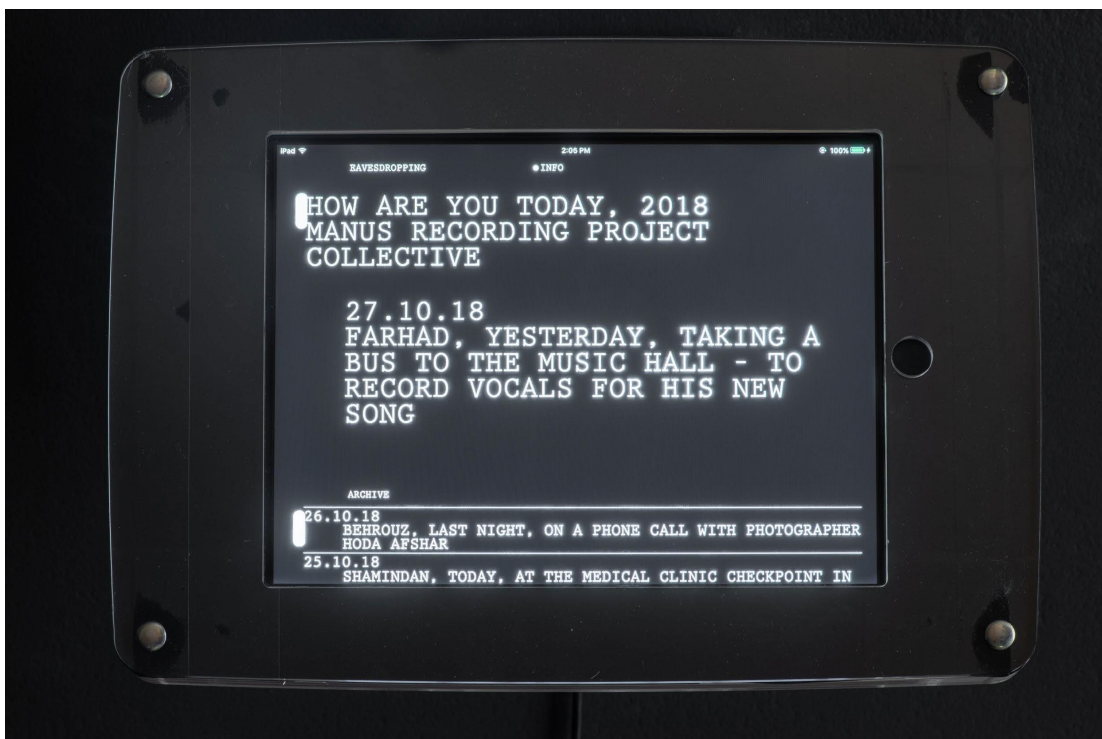 iPad 2:05 PM 100%
EAVESDROPPING INFO
HOW ARE YOU TODAY, 2018
MANUS RECORDING PROJECT
COLLECTIVE
27.10.18
FARHAD, YESTERDAY, TAKING A
BUS TO THE MUSIC HALL - TO
RECORD VOCALS FOR HIS NEW
SONG
ARCHIVE
26.10.18
BEHROUZ, LAST NIGHT, ON A PHONE CALL WITH PHOTOGRAPHER
HODA AFSHAR
25.10.18
SHAMINDAN, TODAY, AT THE MEDICAL CLINIC CHECKPOINT IN